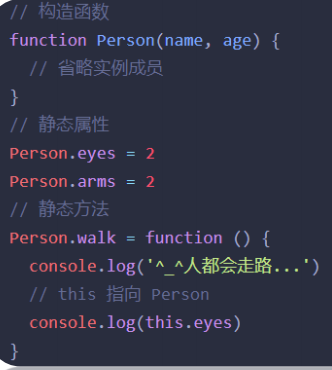 // 构造函数
function Person(name, age) {
  // 省略实例成员
}
// 静态属性
Person.eyes = 2
Person.arms = 2
// 静态方法
Person.walk = function () {
  console.log('^_^人都会走路...')
  // this 指向 Person
  console.log(this.eyes)
}